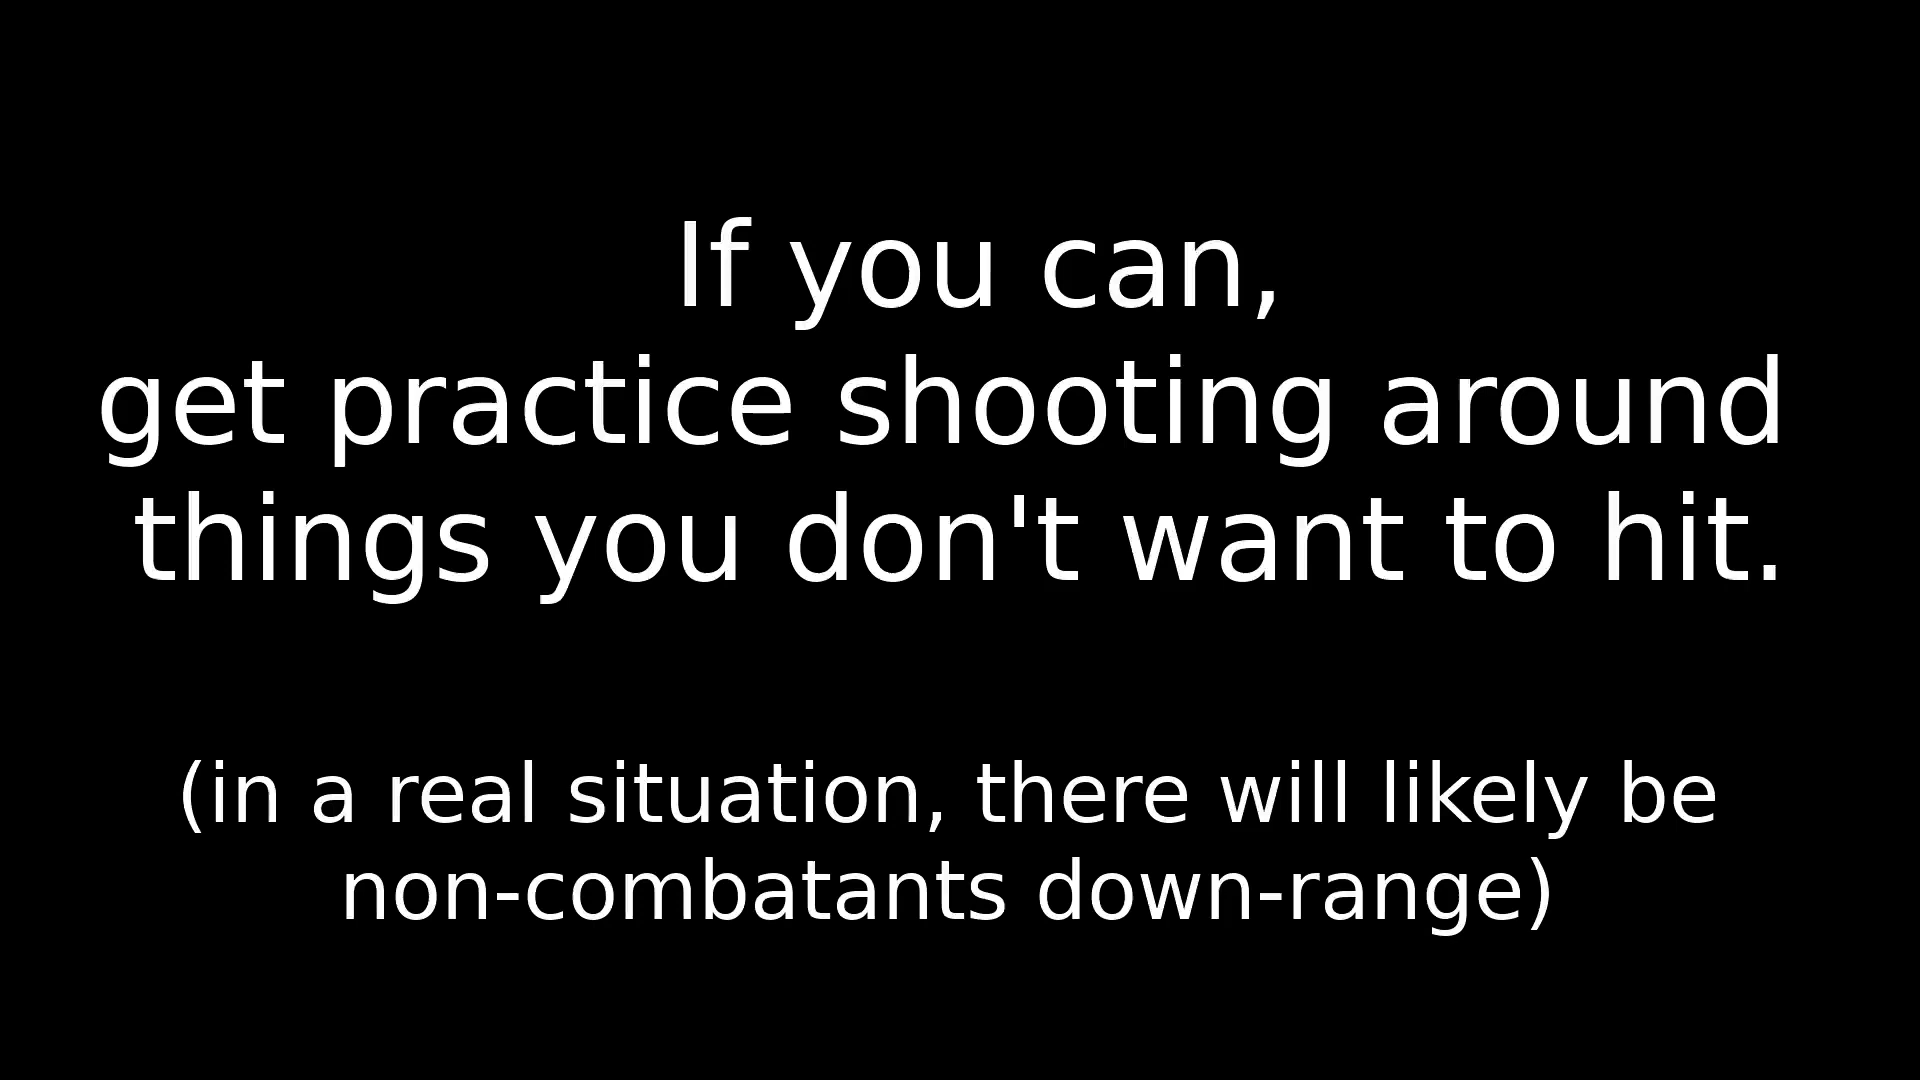 If you can,
get practice shooting around
things you don't want to hit.
(in a real situation, there will likely be
non-combatants down-range)